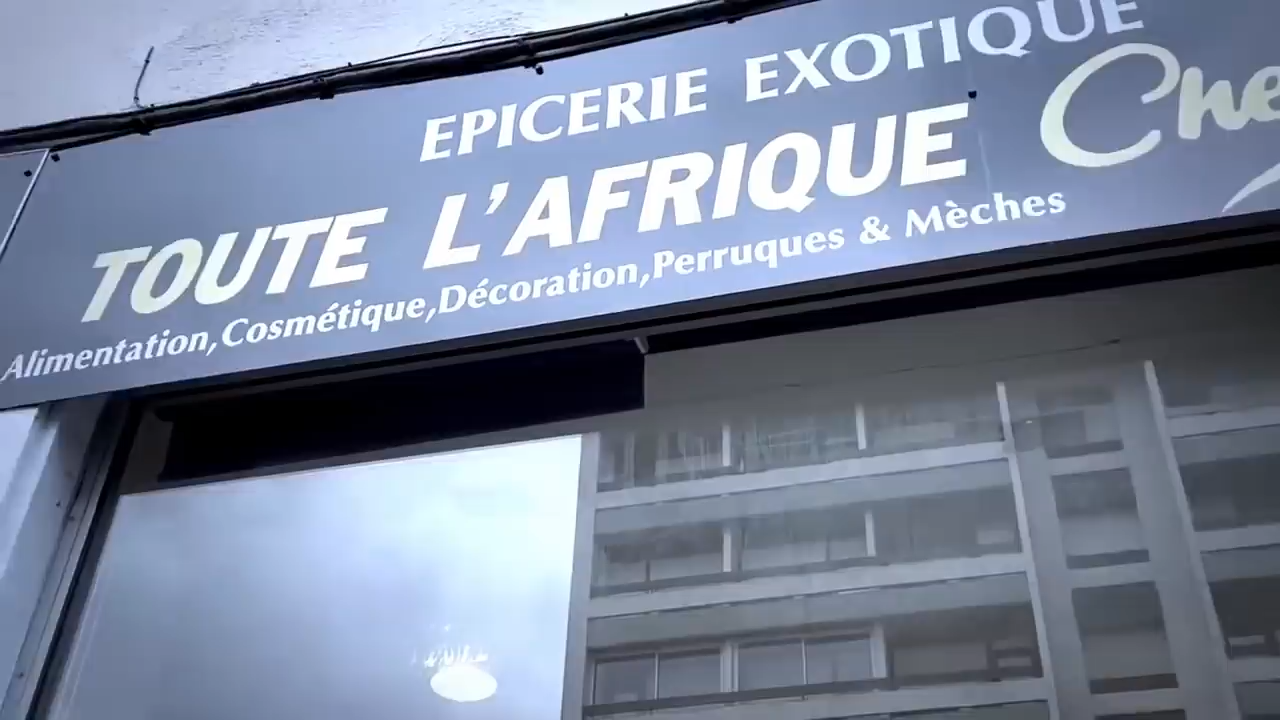 EPICERIE EXOTIQUE
TOUTE L'AFRIQUE
Alimentation,Cosmétique,Décoration,Perruques & Mèches